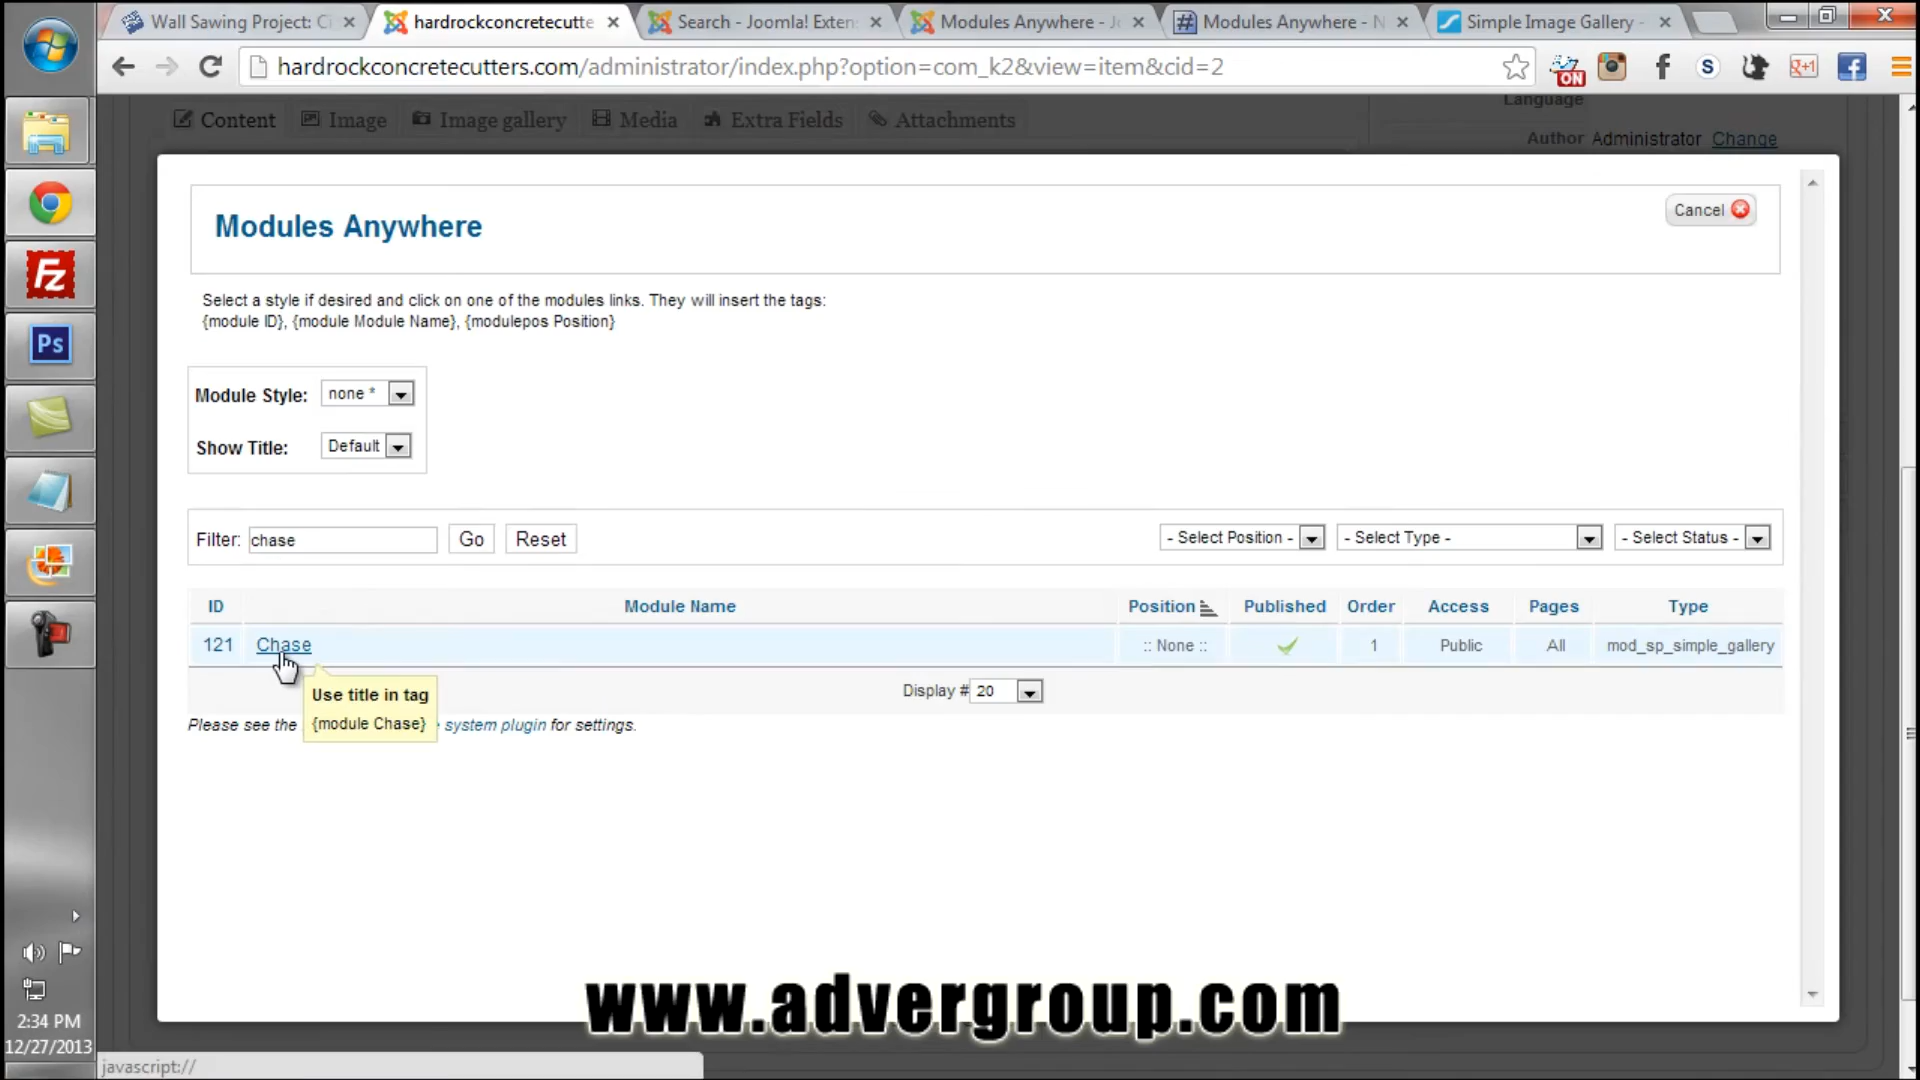 Wall Sawing Project: Ci
hardrockconcretecutte
Search - Joomla! Exten
Modules Anywhere - Jo
Modules Anywhere - N
Simple Image Gallery -
hardrockconcretecutters.com/administrator/index.php?option=com_k2&view=item&cid=2
ON
S
g+1
Content
Image
Image gallery
Media
Extra Fields
Attachments
Language
Author Administrator Change
Modules Anywhere
Cancel
Select a style if desired and click on one of the modules links. They will insert the tags:
{module ID}, {module Module Name}, {modulepos Position}
Module Style: none *
Show Title: Default
Filter: chase Go Reset
- Select Position - - Select Type - - Select Status -
ID Module Name Position Published Order Access Pages Type
121 Chase :: None :: 1 Public All mod_sp_simple_gallery
Use title in tag
{module Chase}
Display # 20
Please see the system plugin for settings.
www.advergroup.com
Fz
Ps
2:34 PM
12/27/2013
javascript://